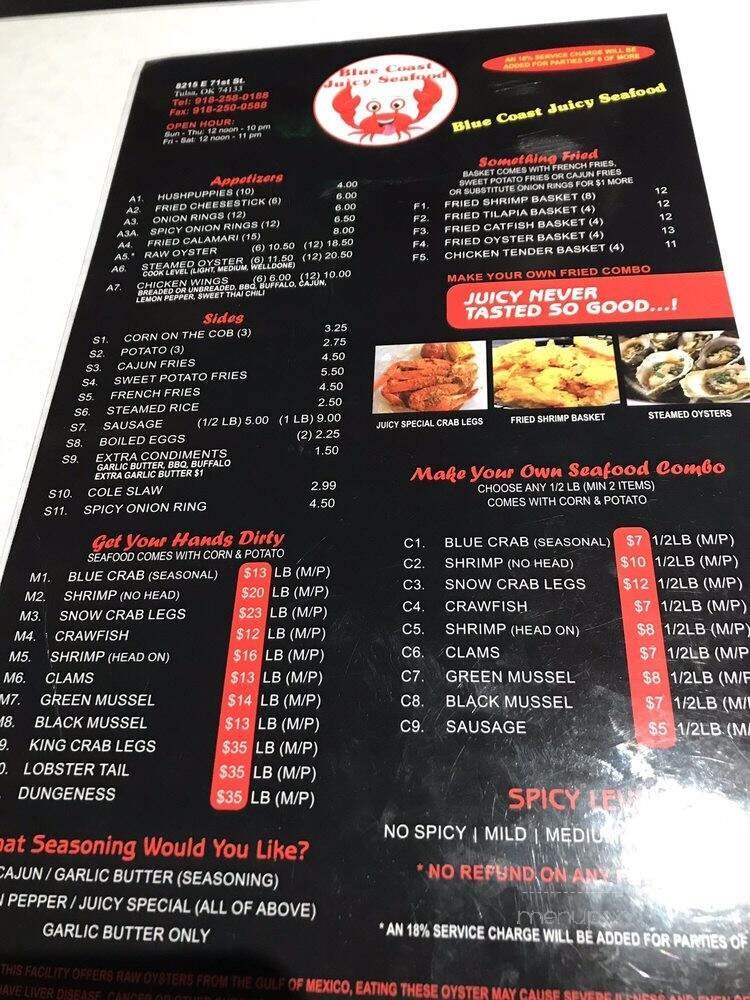 8215 E 71st St.
Tulsa, OK 74133
Tel: 918-258-0188
Fax: 918-250-0588
OPEN HOUR:
Sun - Thu: 12 noon - 10 pm
Fri - Sat: 12 noon - 11 pm
Blue Coast
Juicy Seafood
AN 18% SERVICE CHARGE WILL BE
ADDED FOR PARTIES OF 6 OF MORE
Blue Coast Juicy Seafood
Appetizers
A1. HUSHPUPPIES (10) 4.00
A2. FRIED CHEESESTICK (6) 6.00
A3. ONION RINGS (12) 6.00
A3A. SPICY ONION RINGS (12) 6.50
A4. FRIED CALAMARI (15) 8.00
A5.* RAW OYSTER (6) 10.50 (12) 18.50
A6. STEAMED OYSTER (6) 11.50 (12) 20.50
COOK LEVEL (LIGHT, MEDIUM, WELLDONE)
A7. CHICKEN WINGS (6) 6.00 (12) 10.00
BREADED OR UNBREADED, BBQ, BUFFALO, CAJUN,
LEMON PEPPER, SWEET THAI CHILI
Sides
S1. CORN ON THE COB (3) 3.25
S2. POTATO (3) 2.75
S3. CAJUN FRIES 4.50
S4. SWEET POTATO FRIES 5.50
S5. FRENCH FRIES 4.50
S6. STEAMED RICE 2.50
S7. SAUSAGE (1/2 LB) 5.00 (1 LB) 9.00
S8. BOILED EGGS (2) 2.25
S9. EXTRA CONDIMENTS 1.50
GARLIC BUTTER, BBQ, BUFFALO
EXTRA GARLIC BUTTER $1
S10. COLE SLAW 2.99
S11. SPICY ONION RING 4.50
Get Your Hands Dirty
SEAFOOD COMES WITH CORN & POTATO
M1. BLUE CRAB (SEASONAL) $13 LB (M/P)
M2. SHRIMP (NO HEAD) $20 LB (M/P)
M3. SNOW CRAB LEGS $23 LB (M/P)
M4. CRAWFISH $12 LB (M/P)
M5. SHRIMP (HEAD ON) $16 LB (M/P)
M6. CLAMS $13 LB (M/P)
M7. GREEN MUSSEL $14 LB (M/P)
M8. BLACK MUSSEL $13 LB (M/P)
9. KING CRAB LEGS $35 LB (M/P)
0. LOBSTER TAIL $35 LB (M/P)
. DUNGENESS $35 LB (M/P)
hat Seasoning Would You Like?
CAJUN / GARLIC BUTTER (SEASONING)
N PEPPER / JUICY SPECIAL (ALL OF ABOVE)
GARLIC BUTTER ONLY
Something Fried
BASKET COMES WITH FRENCH FRIES,
SWEET POTATO FRIES OR CAJUN FRIES
OR SUBSTITUTE ONION RINGS FOR $1 MORE
F1. FRIED SHRIMP BASKET (8) 12
F2. FRIED TILAPIA BASKET (4) 12
F3. FRIED CATFISH BASKET (4) 12
F4. FRIED OYSTER BASKET (4) 13
F5. CHICKEN TENDER BASKET (4) 11
MAKE YOUR OWN FRIED COMBO
JUICY NEVER
TASTED SO GOOD...!
JUICY SPECIAL CRAB LEGS
FRIED SHRIMP BASKET
STEAMED OYSTERS
Make Your Own Seafood Combo
CHOOSE ANY 1/2 LB (MIN 2 ITEMS)
COMES WITH CORN & POTATO
C1. BLUE CRAB (SEASONAL) $7 1/2LB (M/P)
C2. SHRIMP (NO HEAD) $10 1/2LB (M/P)
C3. SNOW CRAB LEGS $12 1/2LB (M/P)
C4. CRAWFISH $7 1/2LB (M/P)
C5. SHRIMP (HEAD ON) $8 1/2LB (M/P)
C6. CLAMS $7 1/2LB (M/P)
C7. GREEN MUSSEL $8 1/2LB (M/
C8. BLACK MUSSEL $7 1/2LB (M/
C9. SAUSAGE $5 1/2LB (M/
SPICY
NO SPICY | MILD |
* NO REFUND ON ANY
menupix
* AN 18% SERVICE CHARGE WILL BE ADDED FOR PARTIES OF
THIS FACILITY OFFERS RAW OYSTERS FROM THE GULF OF MEXICO, EATING THESE OYSTER MAY CAUSE SEVERE
HAVE LIVER DISEASE,